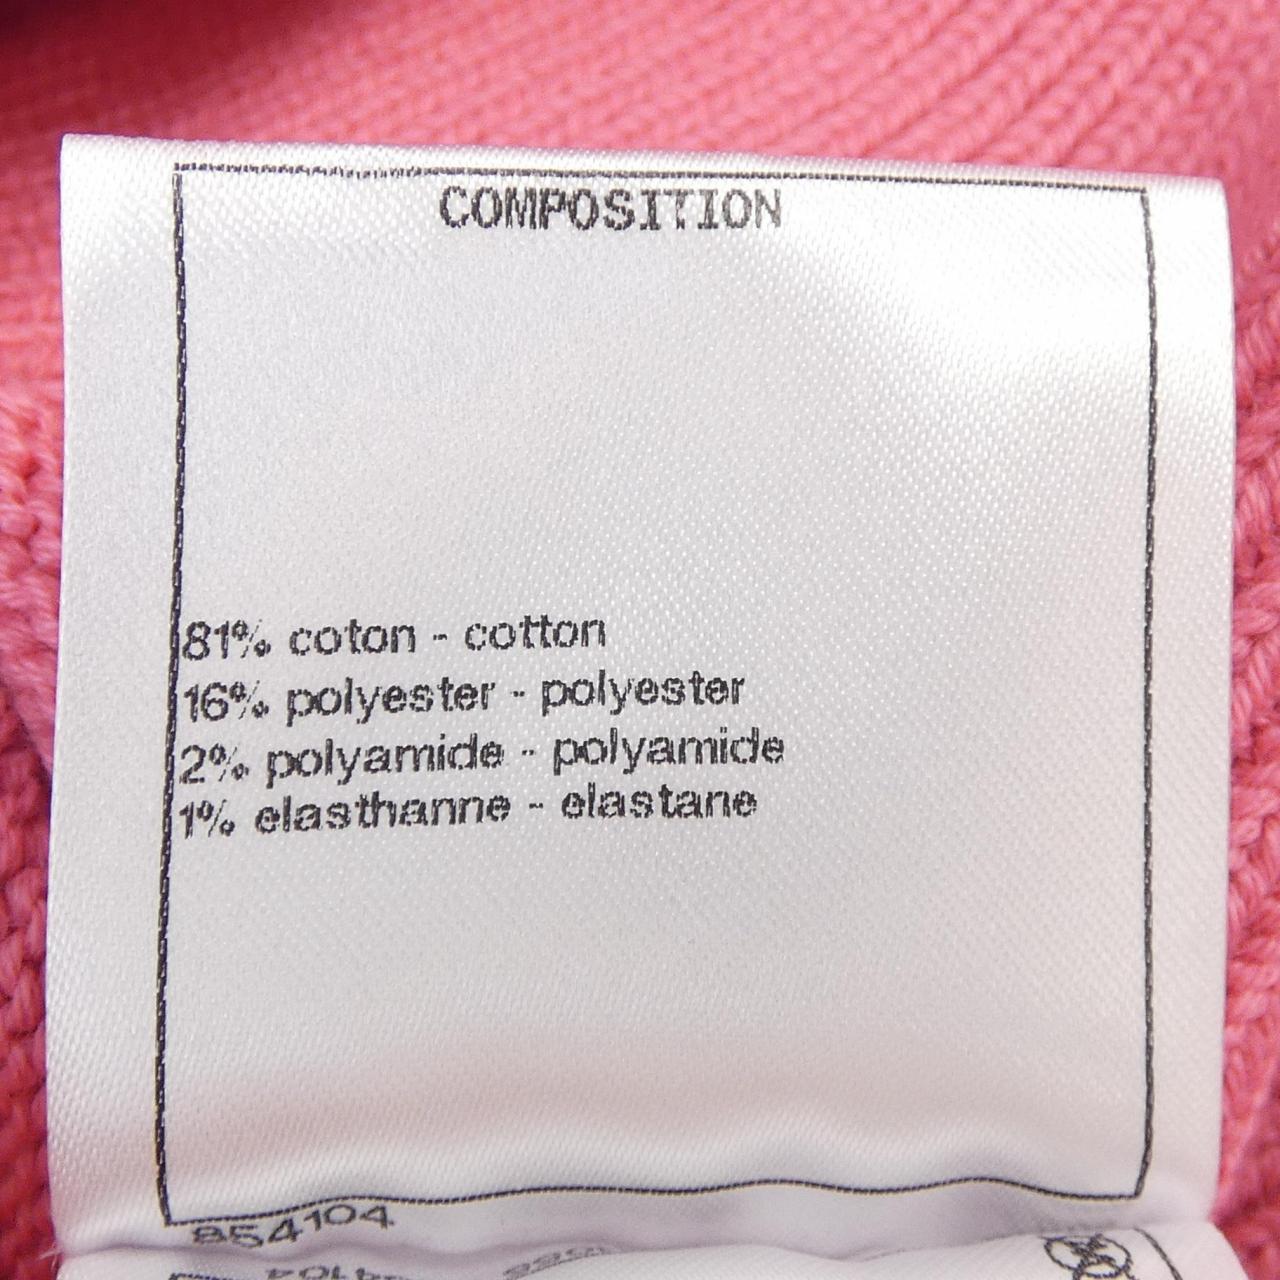 COMPOSITION
81% coton - cotton
16% polyester - polyester
2% polyamide - polyamide
1% elasthanne - elastane
854104